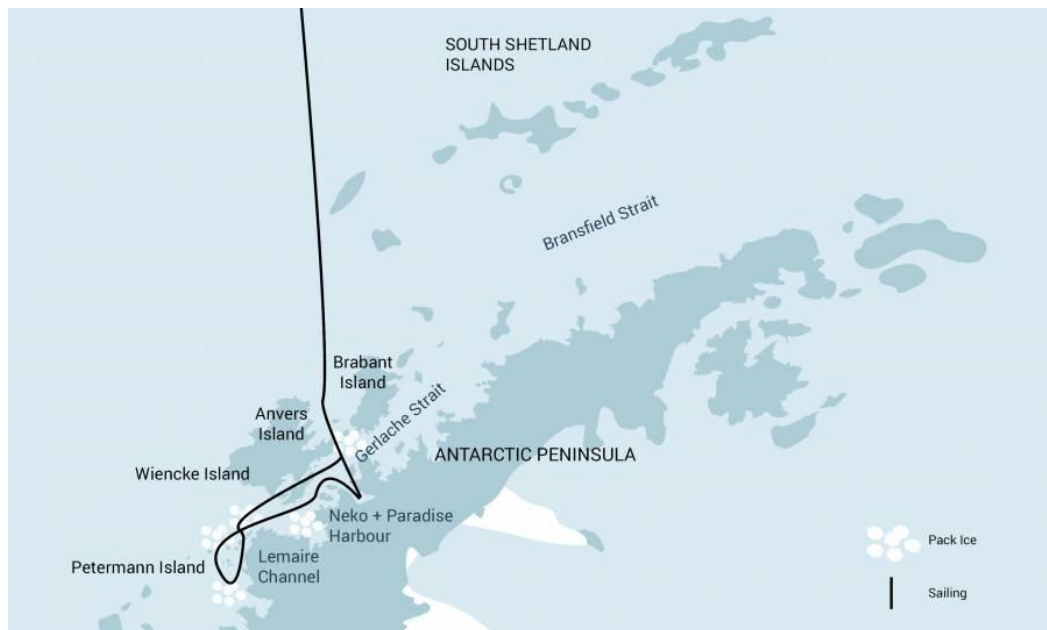 SOUTH SHETLAND
ISLANDS
Bransfield Strait
Brabant
Island
Anvers
Island
Gerlache Strait
ANTARCTIC PENINSULA
Wiencke Island
Neko + Paradise
Harbour
Lemaire
Channel
Petermann Island
Pack Ice
Sailing